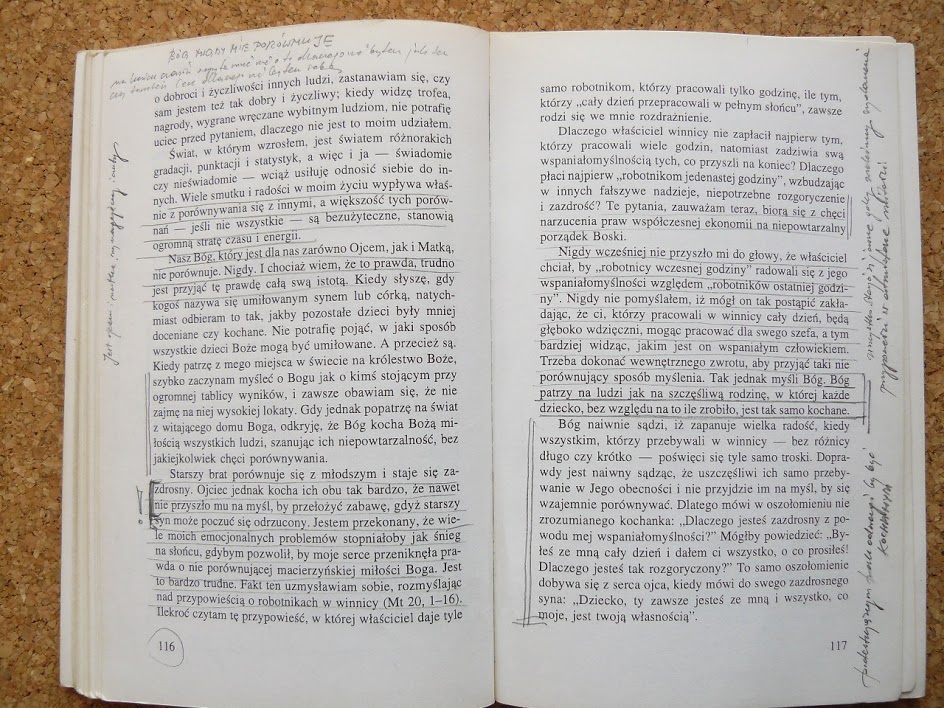 BÓG NIGDY NIE PORÓWNUJE
o dobroci i życzliwości innych ludzi, zastanawiam się, czy
sam jestem też tak dobry i życzliwy; kiedy widzę trofea,
nagrody, wygrane wręczane wybitnym ludziom, nie potrafię
uciec przed pytaniem, dlaczego nie jest to moim udziałem.
Świat, w którym wzrosłem, jest światem różnorakich
gradacji, punktacji i statystyk, a więc i ja — świadomie
czy nieświadomie — wciąż usiłuję odnosić siebie do in-
nych. Wiele smutku i radości w moim życiu wypływa właś-
nie z porównywania się z innymi, a większość tych porów-
nań — jeśli nie wszystkie — są bezużyteczne, stanowią
ogromną stratę czasu i energii.
Nasz Bóg, który jest dla nas zarówno Ojcem, jak i Matką,
nie porównuje. Nigdy. I chociaż wiem, że to prawda, trudno
jest przyjąć tę prawdę całą swą istotą. Kiedy słyszę, gdy
kogoś nazywa się umiłowanym synem lub córką, natych-
miast odbieram to tak, jakby pozostałe dzieci były mniej
doceniane czy kochane. Nie potrafię pojąć, w jaki sposób
wszystkie dzieci Boże mogą być umiłowane. A przecież są.
Kiedy patrzę z mego miejsca w świecie na królestwo Boże,
szybko zaczynam myśleć o Bogu jak o kimś stojącym przy
ogromnej tablicy wyników, i zawsze obawiam się, że nie
zajmę na niej wysokiej lokaty. Gdy jednak popatrzę na świat
z witającego domu Boga, odkryję, że Bóg kocha Bożą mi-
łością wszystkich ludzi, szanując ich niepowtarzalność, bez
jakiejkolwiek chęci porównywania.
Starszy brat porównuje się z młodszym i staje się za-
zdrosny. Ojciec jednak kocha ich obu tak bardzo, że nawet
nie przyszło mu na myśl, by przełożyć zabawę, gdyż starszy
syn może poczuć się odrzucony. Jestem przekonany, że wie-
le moich emocjonalnych problemów stopniałoby jak śnieg
na słońcu, gdybym pozwolił, by moje serce przeniknęła pra-
wda o nie porównującej macierzyńskiej miłości Boga. Jest
to bardzo trudne. Fakt ten uzmysławiam sobie, rozmyślając
nad przypowieścią o robotnikach w winnicy (Mt 20, 1–16).
Ilekroć czytam tę przypowieść, w której właściciel daje tyle
116
samo robotnikom, którzy pracowali tylko godzinę, ile tym,
którzy „cały dzień przepracowali w pełnym słońcu”, zawsze
rodzi się we mnie rozdrażnienie.
Dlaczego właściciel winnicy nie zapłacił najpierw tym,
którzy pracowali wiele godzin, natomiast zadziwia swą
wspaniałomyślnością tych, co przyszli na koniec? Dlaczego
płaci najpierw „robotnikom jedenastej godziny”, wzbudzając
w innych fałszywe nadzieje, niepotrzebne rozgoryczenie
i zazdrość? Te pytania, zauważam teraz, biorą się z chęci
narzucenia praw współczesnej ekonomii na niepowtarzalny
porządek Boski.
Nigdy wcześniej nie przyszło mi do głowy, że właściciel
chciał, by „robotnicy wczesnej godziny” radowali się z jego
wspaniałomyślności względem „robotników ostatniej godzi-
ny”. Nigdy nie pomyślałem, iż mógł on tak postąpić zakła-
dając, że ci, którzy pracowali w winnicy cały dzień, będą
głęboko wdzięczni, mogąc pracować dla swego szefa, a tym
bardziej widząc, jakim jest on wspaniałym człowiekiem.
Trzeba dokonać wewnętrznego zwrotu, aby przyjąć taki nie
porównujący sposób myślenia. Tak jednak myśli Bóg. Bóg
patrzy na ludzi jak na szczęśliwą rodzinę, w której każde
dziecko, bez względu na to ile zrobiło, jest tak samo kochane.
Bóg naiwnie sądzi, iż zapanuje wielka radość, kiedy
wszystkim, którzy przebywali w winnicy — bez różnicy
długo czy krótko — poświęci się tyle samo troski. Dopra-
wdy jest naiwny sądząc, że uszczęśliwi ich samo przeby-
wanie w Jego obecności i nie przyjdzie im na myśl, by się
wzajemnie porównywać. Dlatego mówi w oszołomieniu nie
zrozumianego kochanka: „Dlaczego jesteś zazdrosny z po-
wodu mej wspaniałomyślności?” Mógłby powiedzieć: „By-
łeś ze mną cały dzień i dałem ci wszystko, o co prosiłeś!
Dlaczego jesteś tak rozgoryczony?” To samo oszołomienie
dobywa się z serca ojca, kiedy mówi do swego zazdrosnego
syna: „Dziecko, ty zawsze jesteś ze mną i wszystko, co
moje, jest twoją własnością”.
117